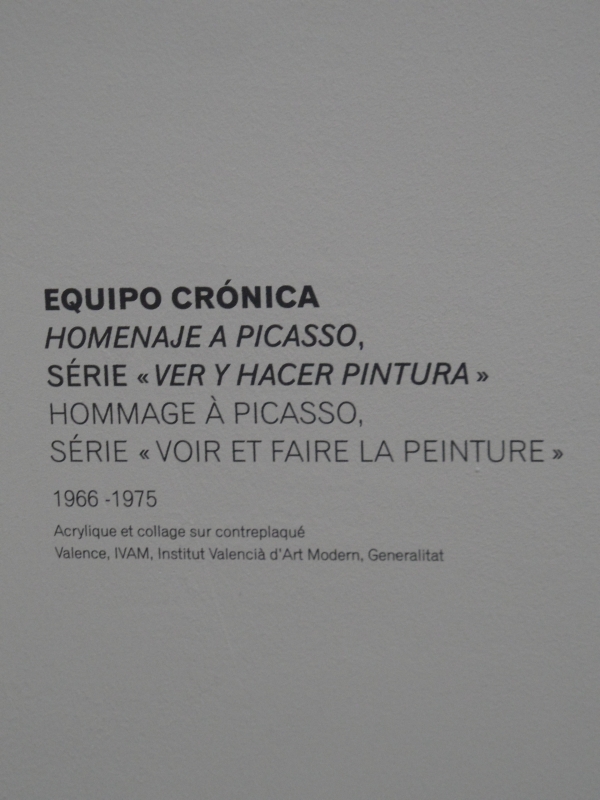 EQUIPO CRÓNICA
HOMENAJE A PICASSO,
SÉRIE « VER Y HACER PINTURA »
HOMMAGE À PICASSO,
SÉRIE « VOIR ET FAIRE LA PEINTURE »
1966 -1975
Acrylique et collage sur contreplaqué
Valence, IVAM, Institut Valencià d'Art Modern, Generalitat